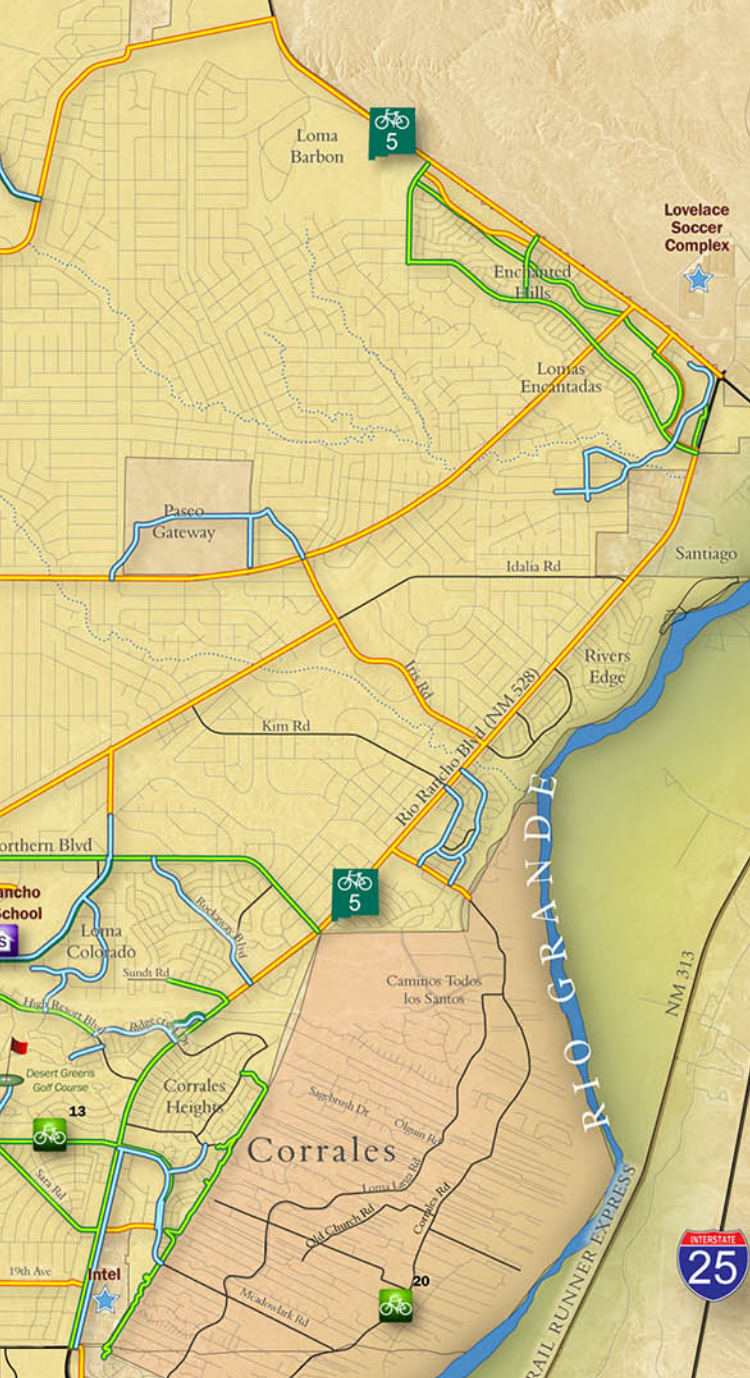 5
Loma
Barbon
Lovelace
Soccer
Complex
Enchanted
Hills
Lomas
Encantadas
Paseo
Gateway
Santiago
Idalia Rd
Rivers
Edge
Iris Rd
Kim Rd
Rio Rancho Blvd (NM 528)
RIO GRANDE
NM 313
orthern Blvd
5
ancho
School
S
Loma
Colorado
Rockaway Blvd
Sundt Rd
Caminos Todos
los Santos
High Resort Blvd
Ridgecrest Dr
Desert Greens
Golf Course
Corrales
Heights
13
Sagebrush Dr
Olguin Rd
Corrales
Sara Rd
Loma Larga Rd
Old Church Rd
Corrales Rd
RAIL RUNNER EXPRESS
INTERSTATE
25
19th Ave
Intel
20
Meadowlark Rd